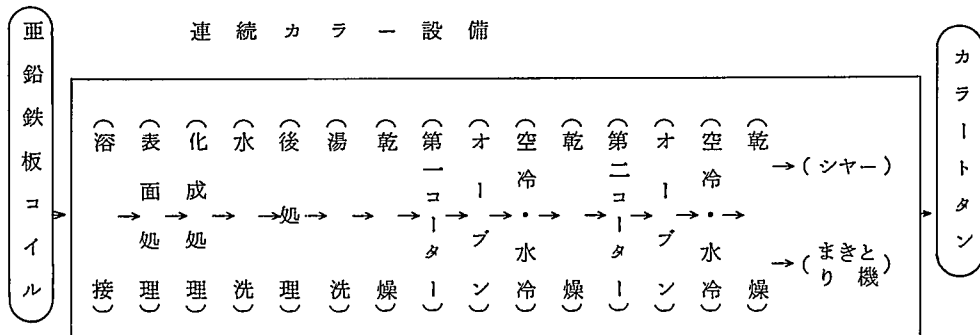 連続カラー設備
亜鉛鉄板コイル
(溶接)
→(表面処理)
→(化成処理)
→(水洗)
→(後処理)
→(湯洗)
→(乾燥)
→(第一コーター)
→(オーブン)
→(空冷・水冷)
→(乾燥)
→(第二コーター)
→(オーブン)
→(空冷・水冷)
→(乾燥)
→(シヤー)
→(まきとり機)
カラートタン